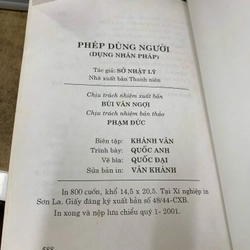 PHÉP DÙNG NGƯỜI
(DỤNG NHÂN PHÁP)
Tác giả: SỞ NHẬT LÝ
Nhà xuất bản Thanh niên
Chịu trách nhiệm xuất bản
BÙI VĂN NGỢI
Chịu trách nhiệm bản thảo
PHẠM ĐỨC
Biên tập: KHÁNH VÂN
Trình bày: QUỐC ANH
Vẽ bìa: QUỐC ĐẠI
Sửa bản in: VÂN KHÁNH
In 800 cuốn, khổ 14,5 x 20,5. Tại Xí nghiệp in
Sơn La. Giấy đăng ký xuất bản số 48/44-CXB.
In xong và nộp lưu chiểu quý 1- 2001.